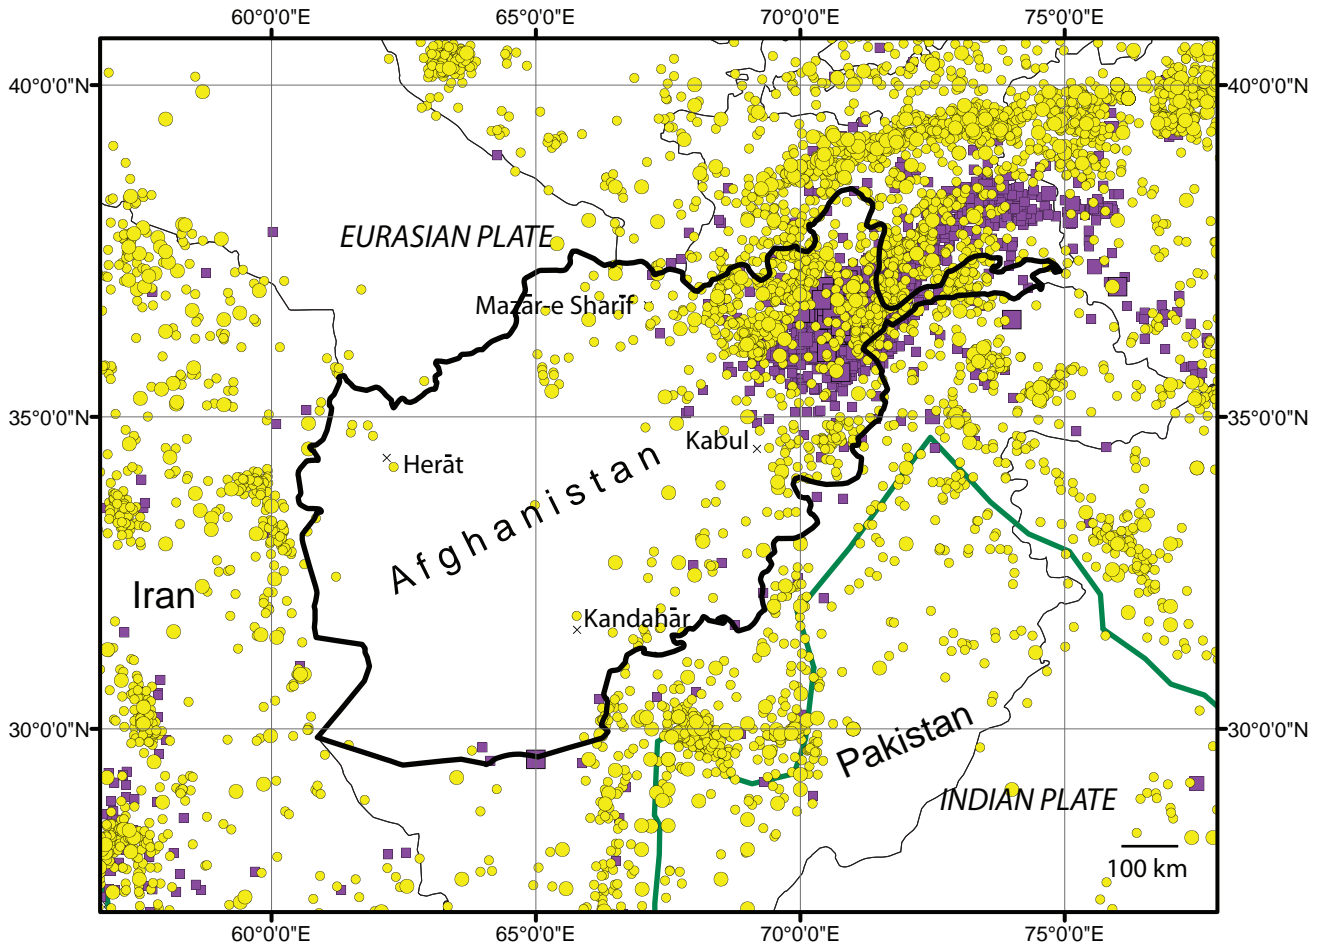 60°0'0"E 65°0'0"E 70°0'0"E 75°0'0"E
40°0'0"N 40°0'0"N
EURASIAN PLATE
Mazar-e Sharīf
35°0'0"N 35°0'0"N
Kabul
Herāt
Afghanistan
Iran
Kandahār
30°0'0"N 30°0'0"N
Pakistan
INDIAN PLATE
100 km
60°0'0"E 65°0'0"E 70°0'0"E 75°0'0"E